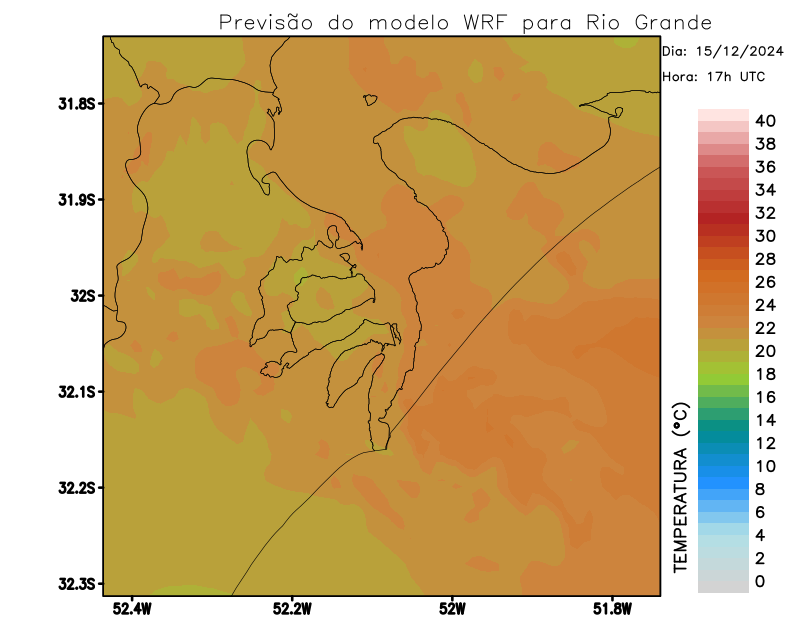 Previsão do modelo WRF para Rio Grande
Dia: 15/12/2024
Hora: 17h UTC
31.8S
31.9S
32S
32.1S
32.2S
32.3S
52.4W
52.2W
52W
51.8W
TEMPERATURA (°C)
40
38
36
34
32
30
28
26
24
22
20
18
16
14
12
10
8
6
4
2
0